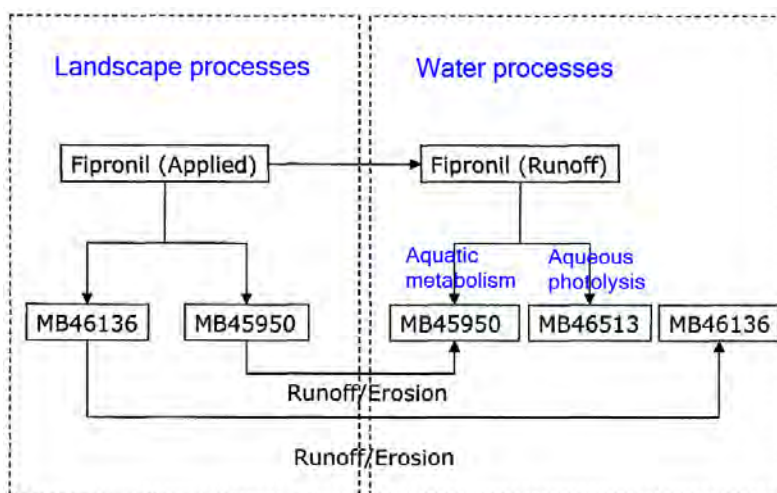 Landscape processes
Water processes
Fipronil (Applied)
Fipronil (Runoff)
Aquatic
metabolism
Aqueous
photolysis
MB46136
MB45950
MB45950
MB46513
MB46136
Runoff/Erosion
Runoff/Erosion